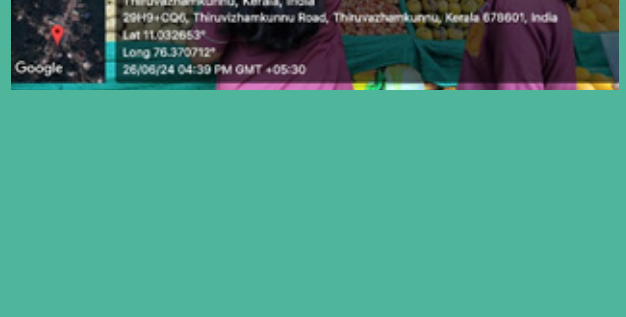 Thiruvazhamkunnu, Kerala, India
29H9+CQ6, Thiruvizhamkunnu Road, Thiruvazhamkunnu, Kerala 678601, India
Lat 11.032653°
Long 76.370712°
26/06/24 04:39 PM GMT +05:30
Google